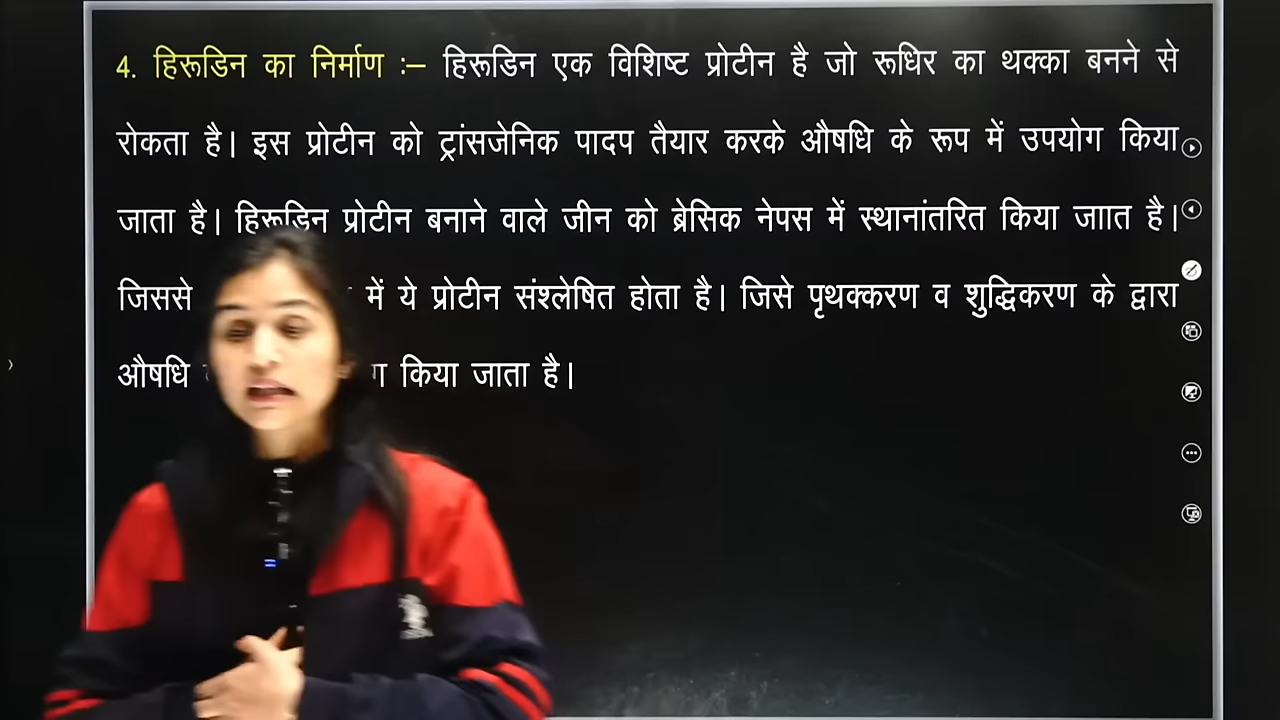 4. हिरूडिन का निर्माण :– हिरूडिन एक विशिष्ट प्रोटीन है जो रूधिर का थक्का बनने से
रोकता है। इस प्रोटीन को ट्रांसजेनिक पादप तैयार करके औषधि के रूप में उपयोग किया
जाता है। हिरूडिन प्रोटीन बनाने वाले जीन को ब्रेसिक नेपस में स्थानांतरित किया जाात है।
जिससे में ये प्रोटीन संश्लेषित होता है। जिसे पृथक्करण व शुद्धिकरण के द्वारा
औषधि किया जाता है।